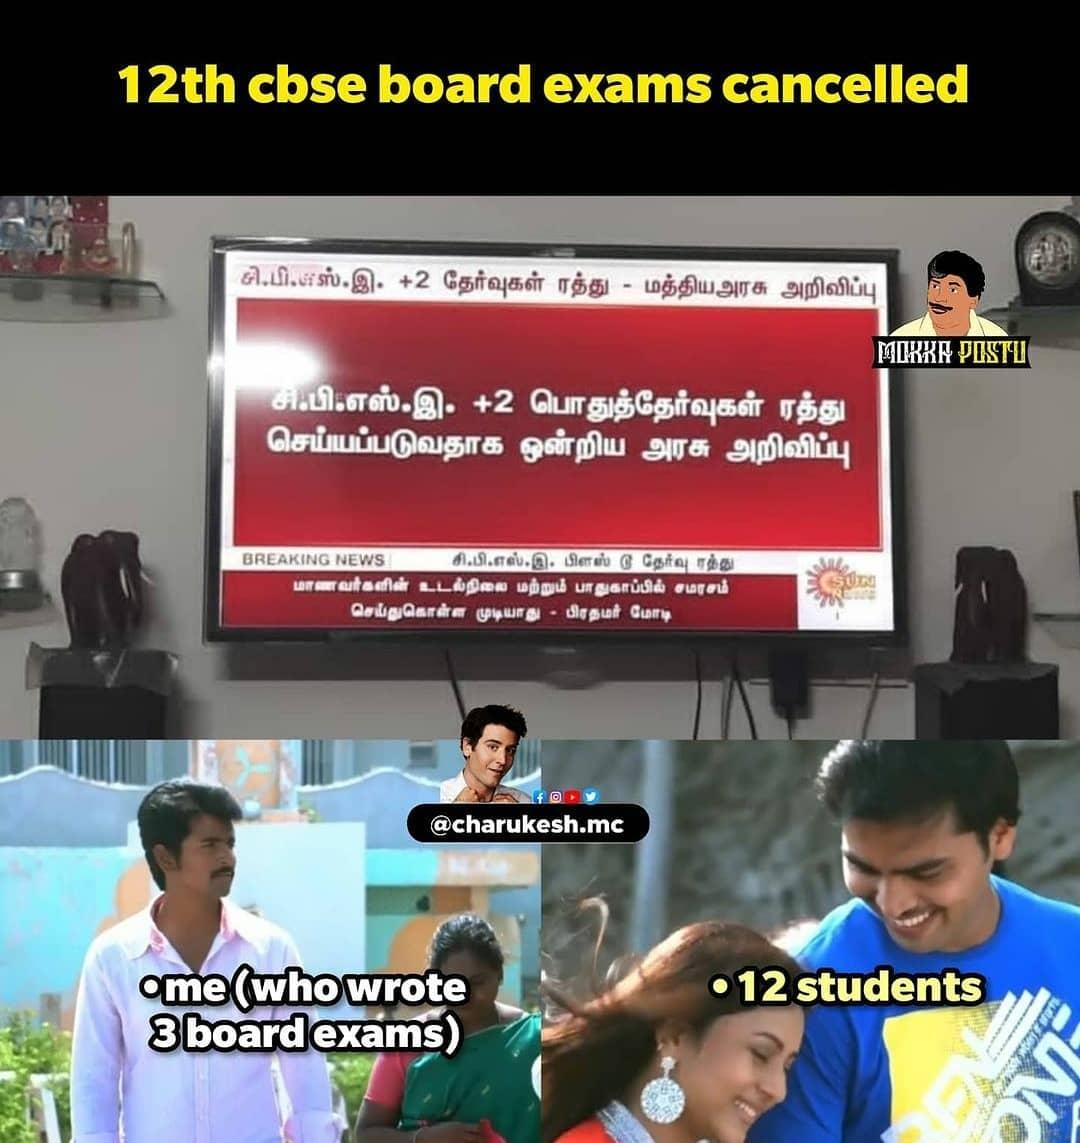 12th cbse board exams cancelled
சி.பி.எஸ்.இ. +2 தேர்வுகள் ரத்து - மத்தியஅரசு அறிவிப்பு
MOKKA POSTU
சி.பி.எஸ்.இ. +2 பொதுத்தேர்வுகள் ரத்து
செய்யப்படுவதாக ஒன்றிய அரசு அறிவிப்பு
BREAKING NEWS சி.பி.எஸ்.இ. பிளஸ் டூ தேர்வு ரத்து
மாணவர்களின் உடல்நிலை மற்றும் பாதுகாப்பில் சமரசம்
செய்துகொள்ள முடியாது - பிரதமர் மோடி
SUN
NEWS
@charukesh.mc
•me (who wrote
3 board exams)
•12 students